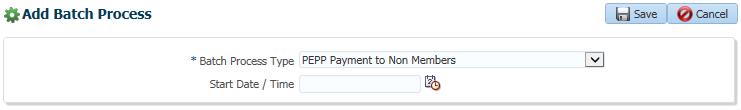 Add Batch Process
Save
Cancel
* Batch Process Type
PEPP Payment to Non Members
Start Date / Time